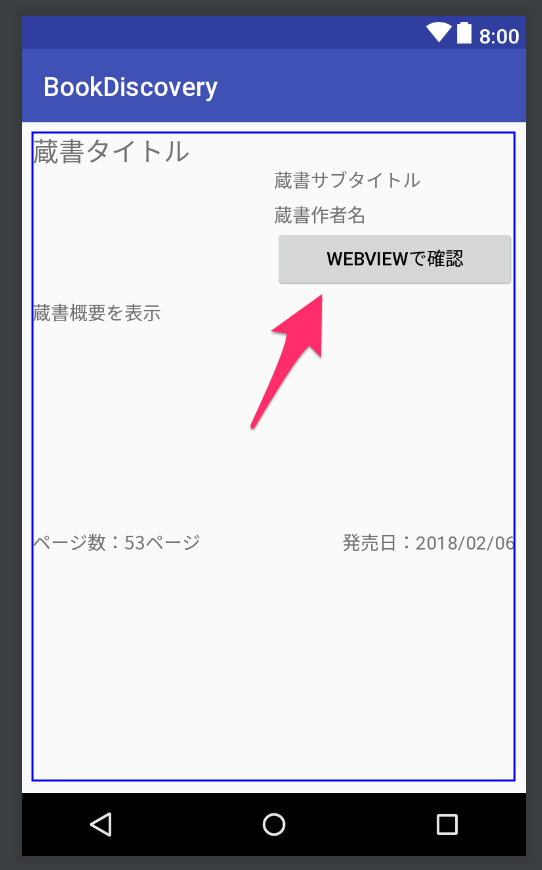 8:00
BookDiscovery
蔵書タイトル
蔵書サブタイトル
蔵書作者名
WEBVIEWで確認
蔵書概要を表示
ページ数：53ページ
発売日：2018/02/06